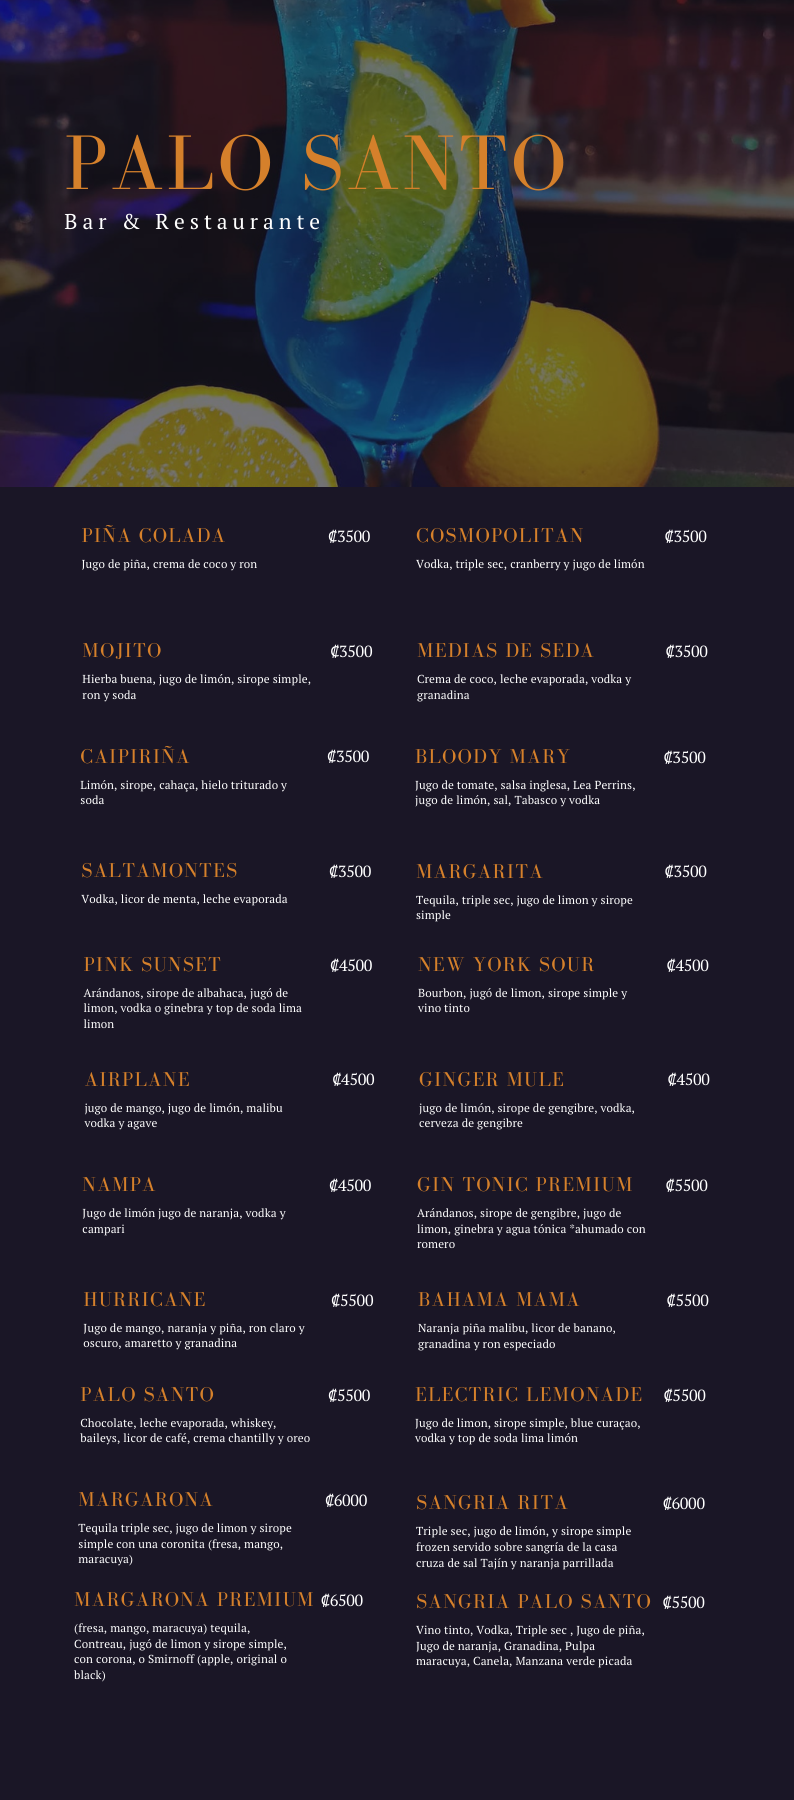 PALO SANTO
Bar & Restaurante
PIÑA COLADA ₡3500
Jugo de piña, crema de coco y ron
COSMOPOLITAN ₡3500
Vodka, triple sec, cranberry y jugo de limón
MOJITO ₡3500
Hierba buena, jugo de limón, sirope simple,
ron y soda
MEDIAS DE SEDA ₡3500
Crema de coco, leche evaporada, vodka y
granadina
CAIPIRIÑA ₡3500
Limón, sirope, cahaça, hielo triturado y
soda
BLOODY MARY ₡3500
Jugo de tomate, salsa inglesa, Lea Perrins,
jugo de limón, sal, Tabasco y vodka
SALTAMONTES ₡3500
Vodka, licor de menta, leche evaporada
MARGARITA ₡3500
Tequila, triple sec, jugo de limon y sirope
simple
PINK SUNSET ₡4500
Arándanos, sirope de albahaca, jugó de
limon, vodka o ginebra y top de soda lima
limon
NEW YORK SOUR ₡4500
Bourbon, jugó de limon, sirope simple y
vino tinto
AIRPLANE ₡4500
jugo de mango, jugo de limón, malibu
vodka y agave
GINGER MULE ₡4500
jugo de limón, sirope de gengibre, vodka,
cerveza de gengibre
NAMPA ₡4500
Jugo de limón jugo de naranja, vodka y
campari
GIN TONIC PREMIUM ₡5500
Arándanos, sirope de gengibre, jugo de
limon, ginebra y agua tónica *ahumado con
romero
HURRICANE ₡5500
Jugo de mango, naranja y piña, ron claro y
oscuro, amaretto y granadina
BAHAMA MAMA ₡5500
Naranja piña malibu, licor de banano,
granadina y ron especiado
PALO SANTO ₡5500
Chocolate, leche evaporada, whiskey,
baileys, licor de café, crema chantilly y oreo
ELECTRIC LEMONADE ₡5500
Jugo de limon, sirope simple, blue curaçao,
vodka y top de soda lima limón
MARGARONA ₡6000
Tequila triple sec, jugo de limon y sirope
simple con una coronita (fresa, mango,
maracuya)
SANGRIA RITA ₡6000
Triple sec, jugo de limón, y sirope simple
frozen servido sobre sangría de la casa
cruza de sal Tajín y naranja parrillada
MARGARONA PREMIUM ₡6500
(fresa, mango, maracuya) tequila,
Contreau, jugó de limon y sirope simple,
con corona, o Smirnoff (apple, original o
black)
SANGRIA PALO SANTO ₡5500
Vino tinto, Vodka, Triple sec , Jugo de piña,
Jugo de naranja, Granadina, Pulpa
maracuya, Canela, Manzana verde picada